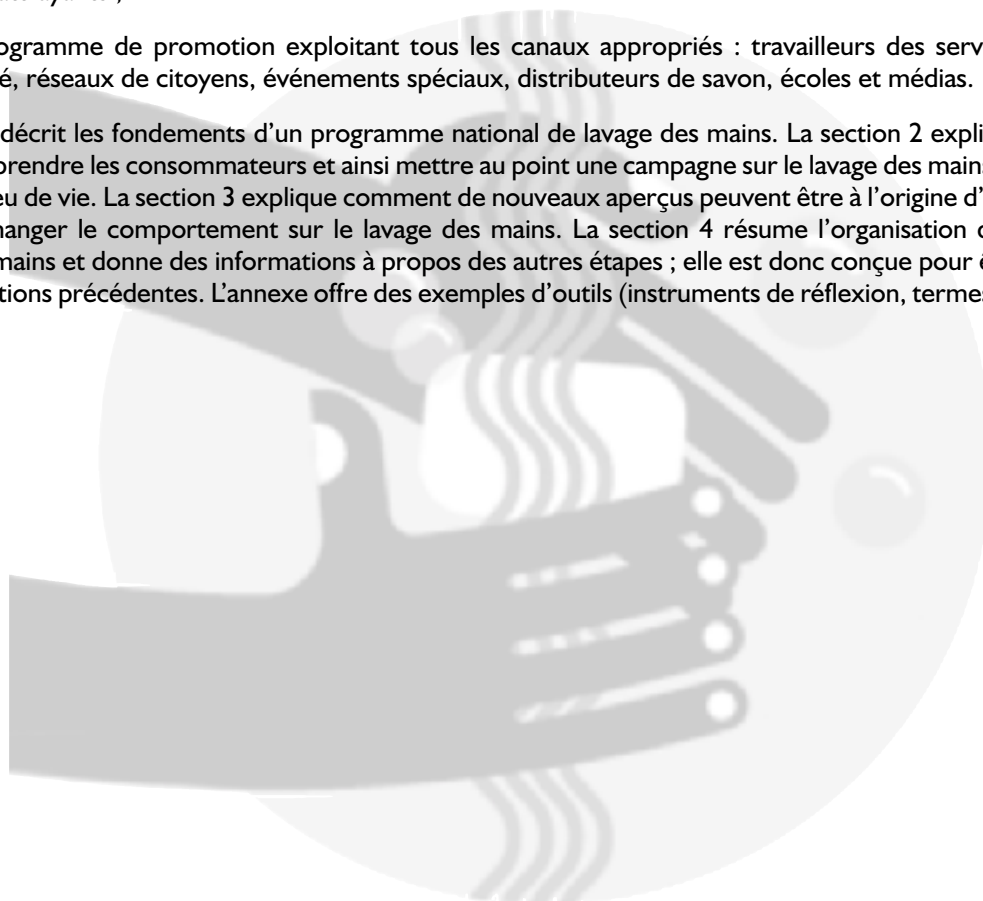 ogramme de promotion exploitant tous les canaux appropriés : travailleurs des serv
é, réseaux de citoyens, événements spéciaux, distributeurs de savon, écoles et médias.
décrit les fondements d’un programme national de lavage des mains. La section 2 expli
prendre les consommateurs et ainsi mettre au point une campagne sur le lavage des mains
eu de vie. La section 3 explique comment de nouveaux aperçus peuvent être à l’origine d’
hanger le comportement sur le lavage des mains. La section 4 résume l’organisation d
mains et donne des informations à propos des autres étapes ; elle est donc conçue pour ê
tions précédentes. L’annexe offre des exemples d’outils (instruments de réflexion, termes